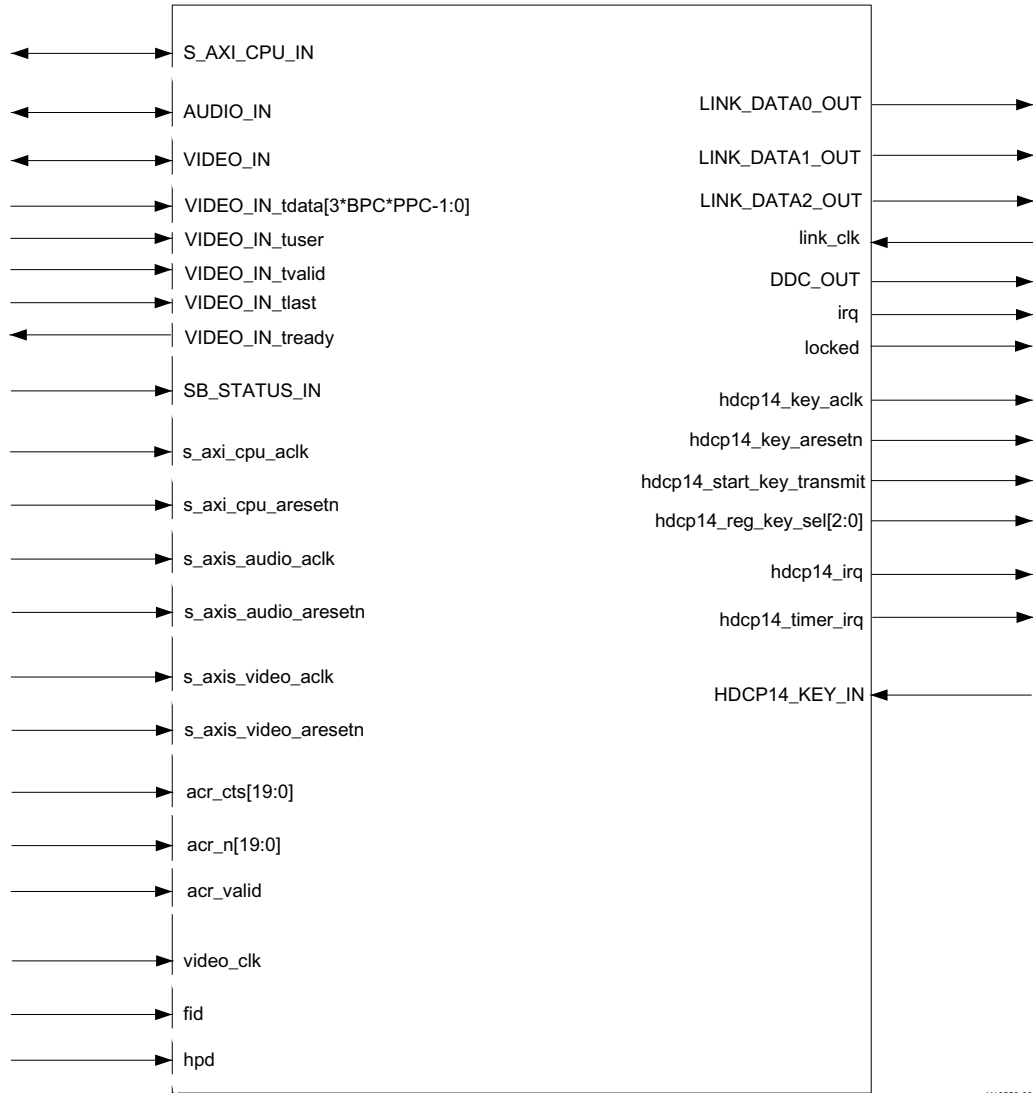 S_AXI_CPU_IN
AUDIO_IN
VIDEO_IN
VIDEO_IN_tdata[3*BPC*PPC-1:0]
VIDEO_IN_tuser
VIDEO_IN_tvalid
VIDEO_IN_tlast
VIDEO_IN_tready
SB_STATUS_IN
s_axi_cpu_aclk
s_axi_cpu_aresetn
s_axis_audio_aclk
s_axis_audio_aresetn
s_axis_video_aclk
s_axis_video_aresetn
acr_cts[19:0]
acr_n[19:0]
acr_valid
video_clk
fid
hpd
LINK_DATA0_OUT
LINK_DATA1_OUT
LINK_DATA2_OUT
link_clk
DDC_OUT
irq
locked
hdcp14_key_aclk
hdcp14_key_aresetn
hdcp14_start_key_transmit
hdcp14_reg_key_sel[2:0]
hdcp14_irq
hdcp14_timer_irq
HDCP14_KEY_IN